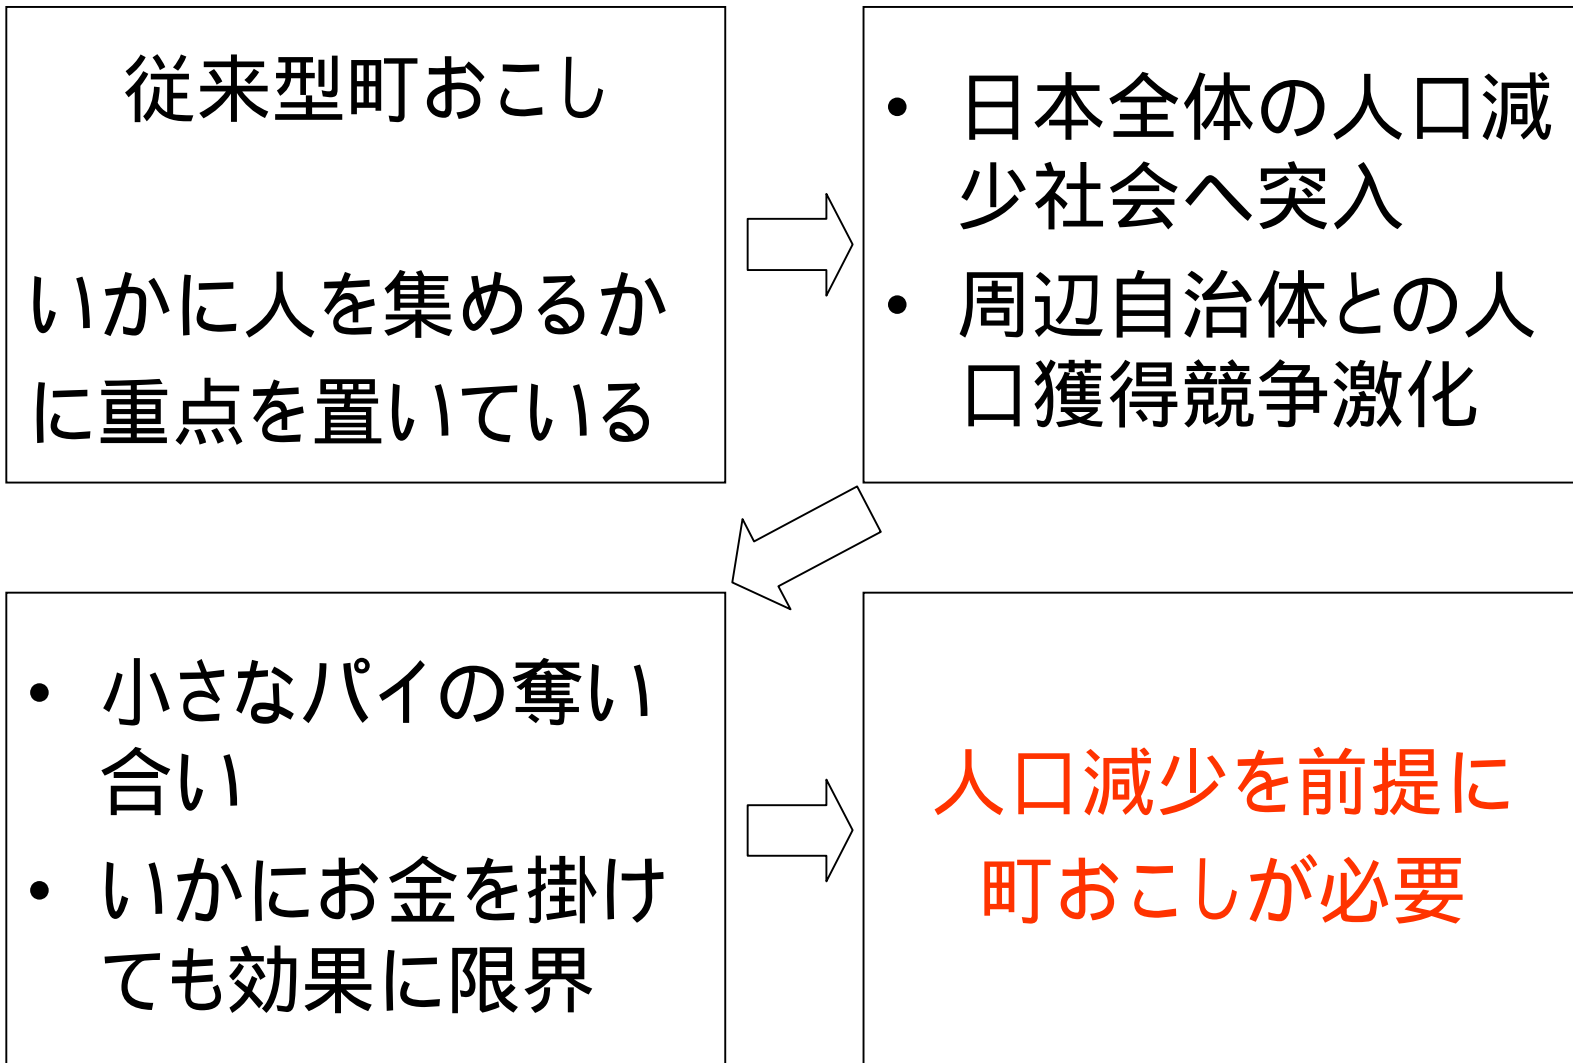 従来型町おこし
いかに人を集めるか
に重点を置いている
• 日本全体の人口減
少社会へ突入
• 周辺自治体との人
口獲得競争激化
• 小さなパイの奪い
合い
• いかにお金を掛け
ても効果に限界
人口減少を前提に
町おこしが必要